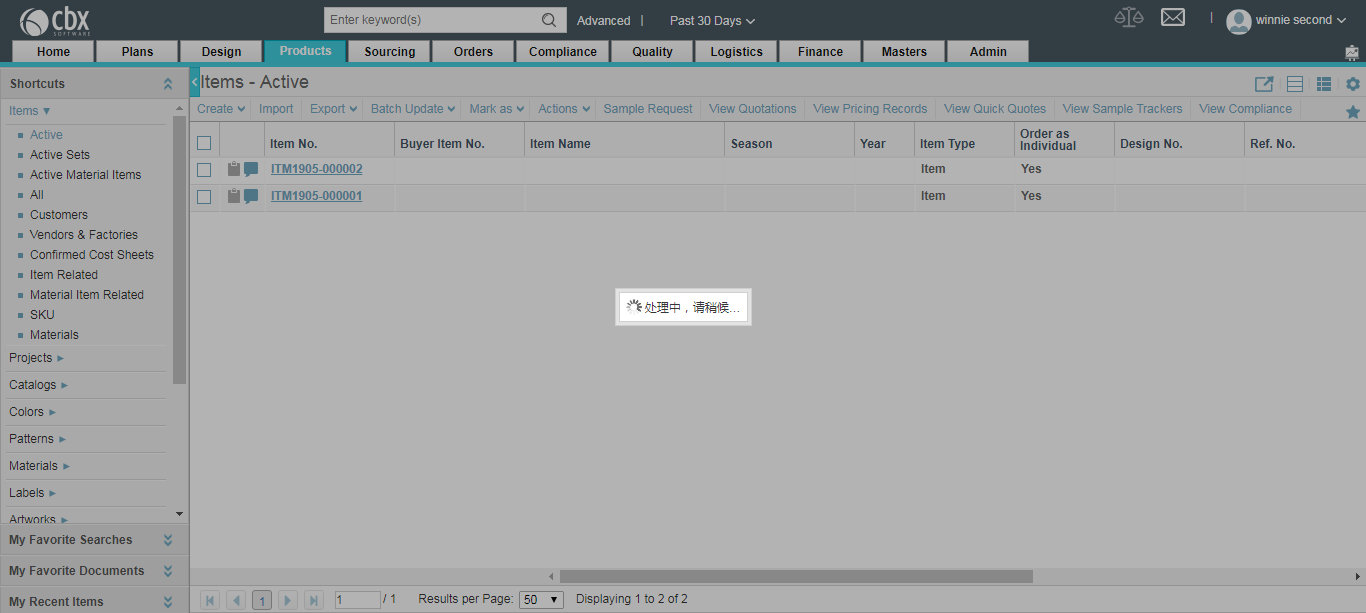 cbx
SOFTWARE
Enter keyword(s)
Advanced | Past 30 Days
| winnie second
Home Plans Design Products Sourcing Orders Compliance Quality Logistics Finance Masters Admin
Shortcuts
Items ▼
Active
Active Sets
Active Material Items
All
Customers
Vendors & Factories
Confirmed Cost Sheets
Item Related
Material Item Related
SKU
Materials
Projects ►
Catalogs ►
Colors ►
Patterns ►
Materials ►
Labels ►
Artworks ►
My Favorite Searches
My Favorite Documents
My Recent Items
Items - Active
Create Import Export Batch Update Mark as Actions Sample Request View Quotations View Pricing Records View Quick Quotes View Sample Trackers View Compliance
Item No. Buyer Item No. Item Name Season Year Item Type Order as Individual Design No. Ref. No.
ITM1905-000002 Item Yes
ITM1905-000001 Item Yes
处理中，请稍候...
1 1 / 1 Results per Page: 50 Displaying 1 to 2 of 2